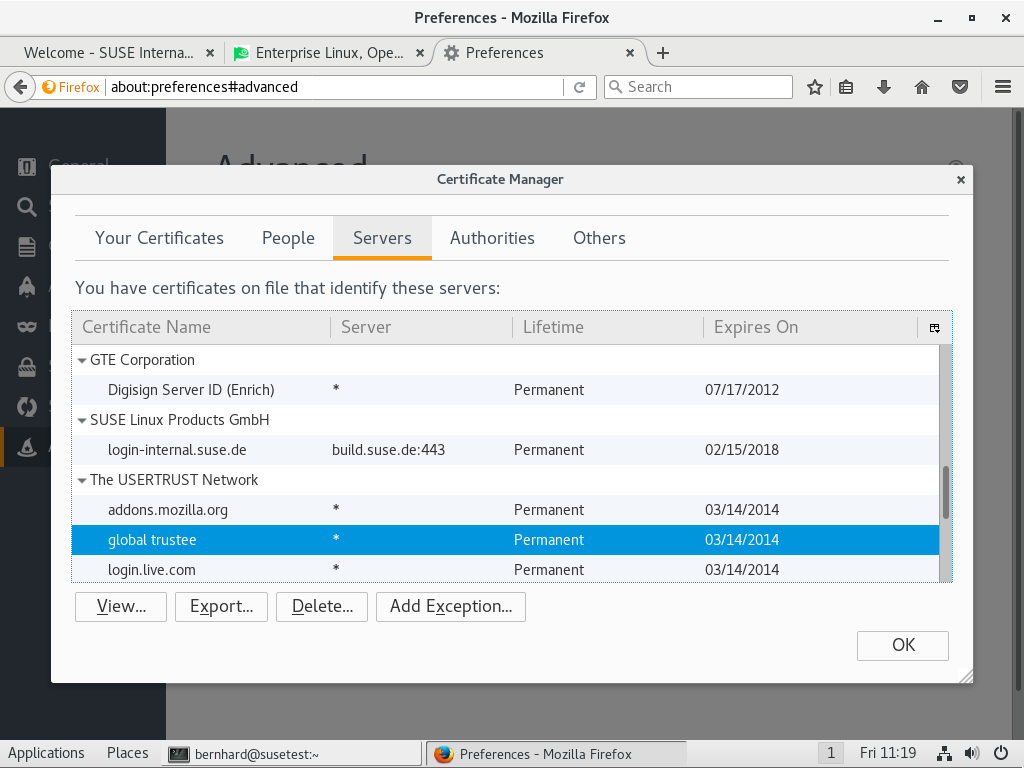 Preferences - Mozilla Firefox
Welcome - SUSE Interna... Enterprise Linux, Ope... Preferences
Firefox about:preferences#advanced Search
General
Advanced
Certificate Manager
Your Certificates People Servers Authorities Others
You have certificates on file that identify these servers:
Certificate Name Server Lifetime Expires On
GTE Corporation
Digisign Server ID (Enrich) * Permanent 07/17/2012
SUSE Linux Products GmbH
login-internal.suse.de build.suse.de:443 Permanent 02/15/2018
The USERTRUST Network
addons.mozilla.org * Permanent 03/14/2014
global trustee * Permanent 03/14/2014
login.live.com * Permanent 03/14/2014
View... Export... Delete... Add Exception...
OK
Applications Places bernhard@susetest:~ Preferences - Mozilla Firefox 1 Fri 11:19